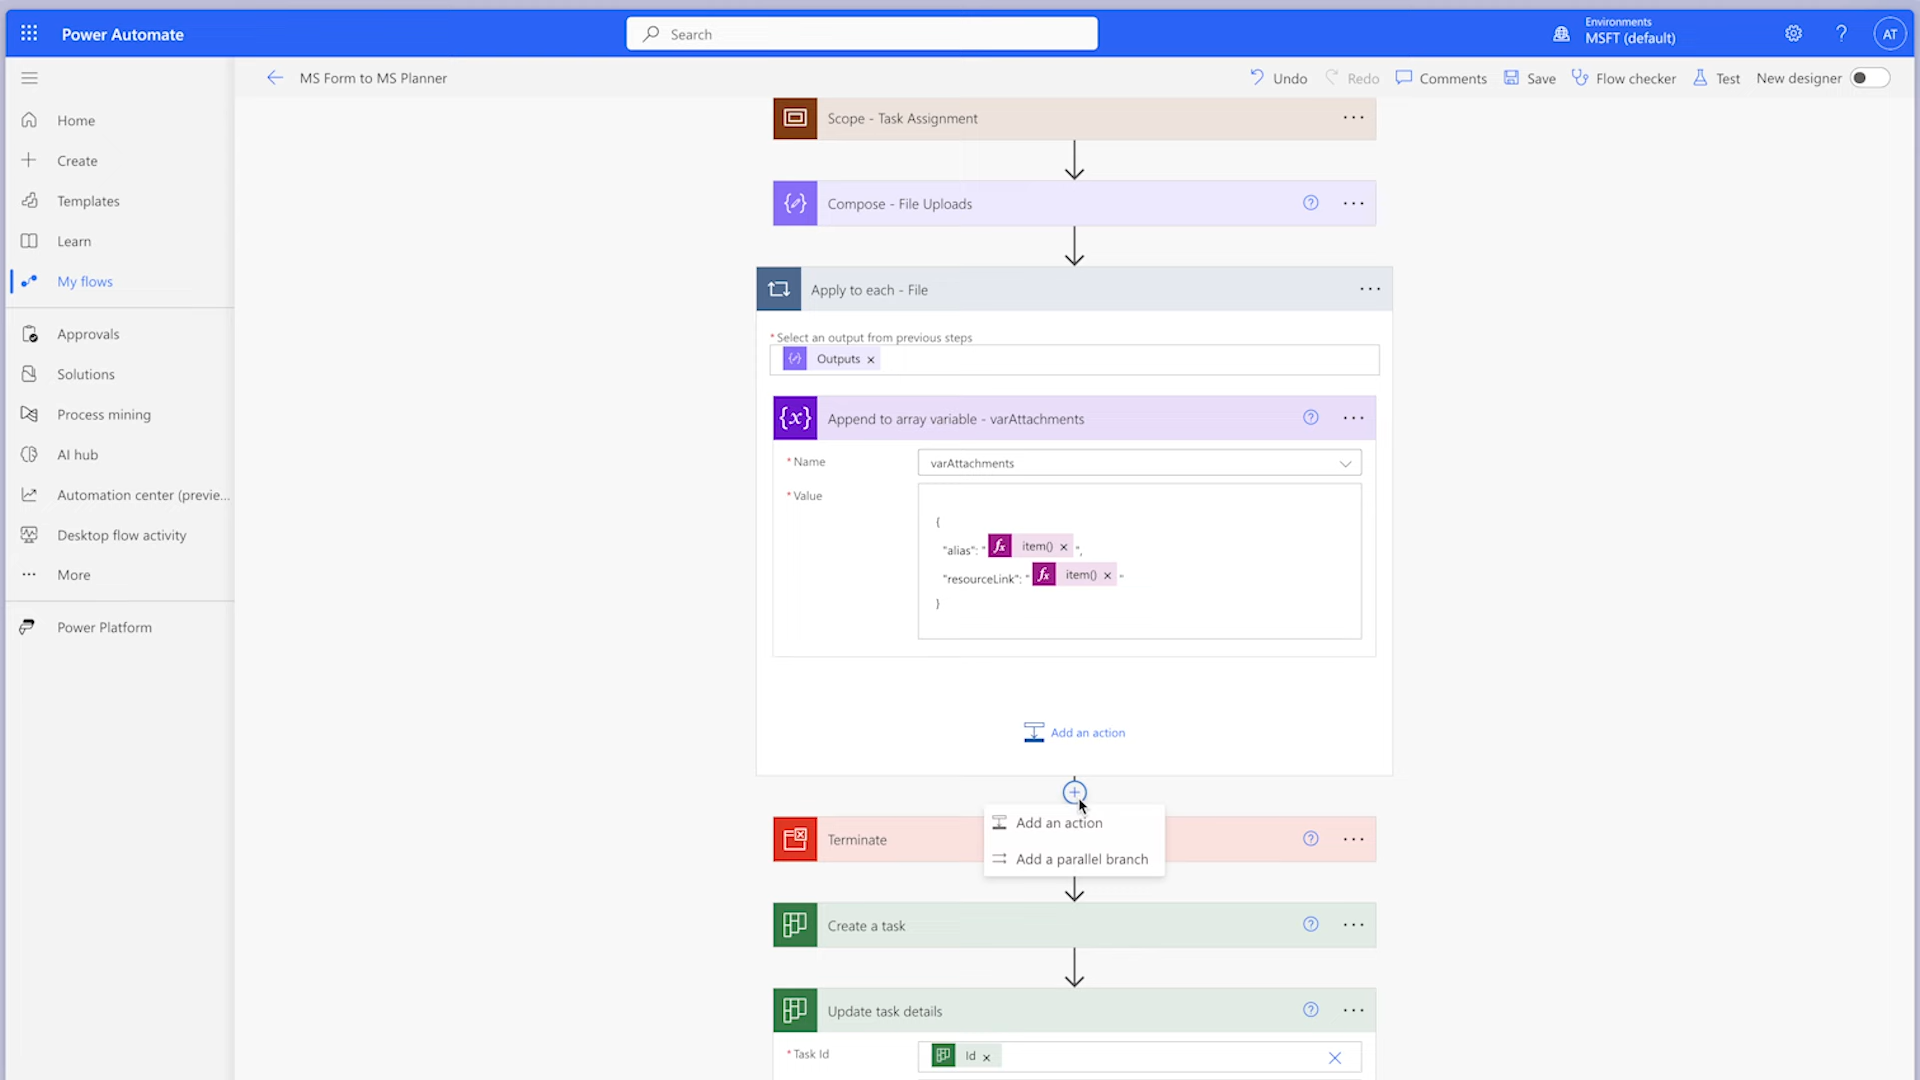 Power Automate
Search
Environments
MSFT (default)
AT
MS Form to MS Planner
Undo
Redo
Comments
Save
Flow checker
Test
New designer
Home
Create
Templates
Learn
My flows
Approvals
Solutions
Process mining
AI hub
Automation center (previe...
Desktop flow activity
More
Power Platform
Scope - Task Assignment
Compose - File Uploads
Apply to each - File
* Select an output from previous steps
Outputs ×
Append to array variable - varAttachments
* Name
varAttachments
* Value
{
"alias": " fx item() × ",
"resourceLink": " fx item() × "
}
Add an action
Add an action
Add a parallel branch
Terminate
Create a task
Update task details
* Task Id
Id ×